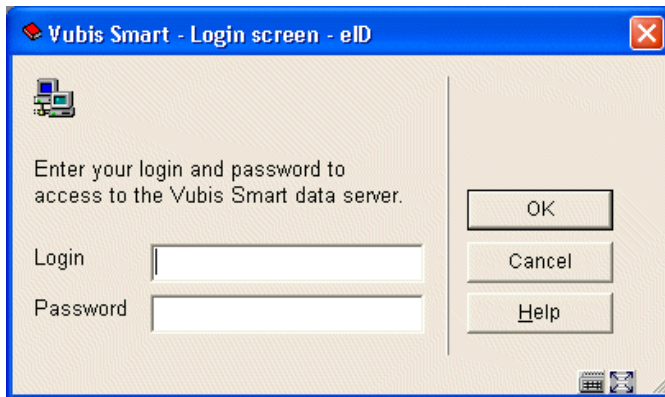 Vubis Smart - Login screen - eID
Enter your login and password to
access to the Vubis Smart data server.
Login
Password
OK
Cancel
Help